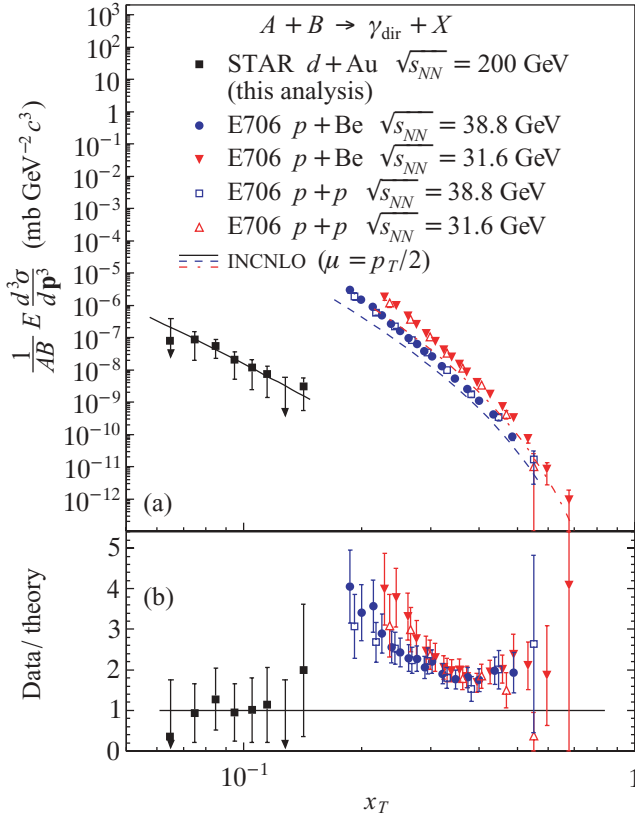 A + B → γ_dir + X
STAR d + Au √s_NN = 200 GeV
(this analysis)
E706 p + Be √s_NN = 38.8 GeV
E706 p + Be √s_NN = 31.6 GeV
E706 p + p √s_NN = 38.8 GeV
E706 p + p √s_NN = 31.6 GeV
INCNLO (μ = p_T/2)
10^3
10^2
10
1
10^−1
10^−2
10^−3
10^−4
10^−5
10^−6
10^−7
10^−8
10^−9
10^−10
10^−11
10^−12
1/AB E d^3σ/d𝐩^3 (mb GeV^−2 c^3)
(a)
5
4
3
2
1
0
Data/ theory
(b)
10^−1
1
x_T